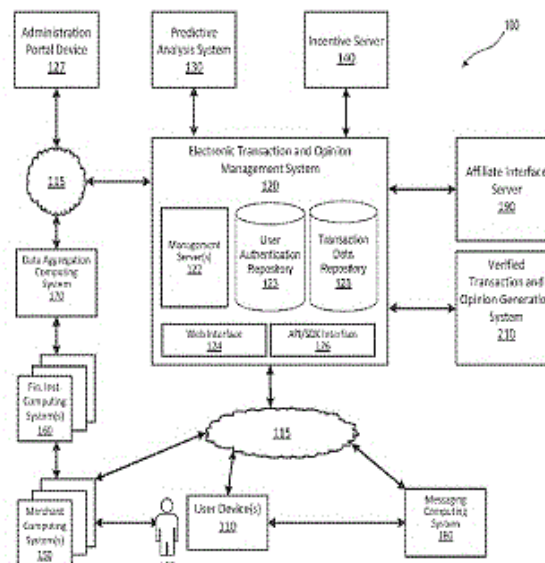 Administration
Portal Device
127
Predictive
Analysis System
130
Incentive Server
140
100
115
Electronic Transaction and Opinion
Management System
120
Management
Server(s)
122
User
Authentication
Repository
123
Transaction
Data
Repository
Affiliate Interface
Server
190
Data Aggregation
Computing
System
170
Verified
Transaction and
Opinion Generation
System
210
Web Interface
124
API/SDK Interface
126
Fin. Inst.
Computing
System(s)
160
115
Merchant
Computing
System(s)
150
User Device(s)
110
Messaging
Computing
System